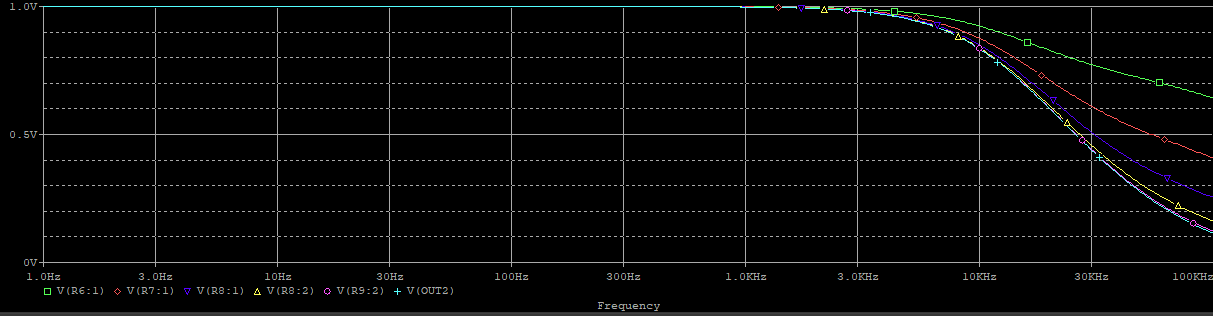 1.0V
0.5V
0V
1.0Hz 3.0Hz 10Hz 30Hz 100Hz 300Hz 1.0KHz 3.0KHz 10KHz 30KHz 100KHz
V(R6:1) V(R7:1) V(R8:1) V(R8:2) V(R9:2) V(OUT2)
Frequency